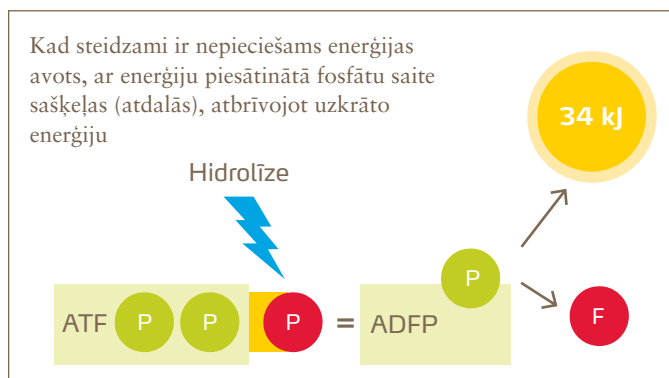 Kad steidzami ir nepieciešams enerģijas
avots, ar enerģiju piesātinātā fosfātu saite
sašķeļas (atdalās), atbrīvojot uzkrāto
enerģiju
34 kJ
Hidrolīze
ATF P P P = ADFP P
F